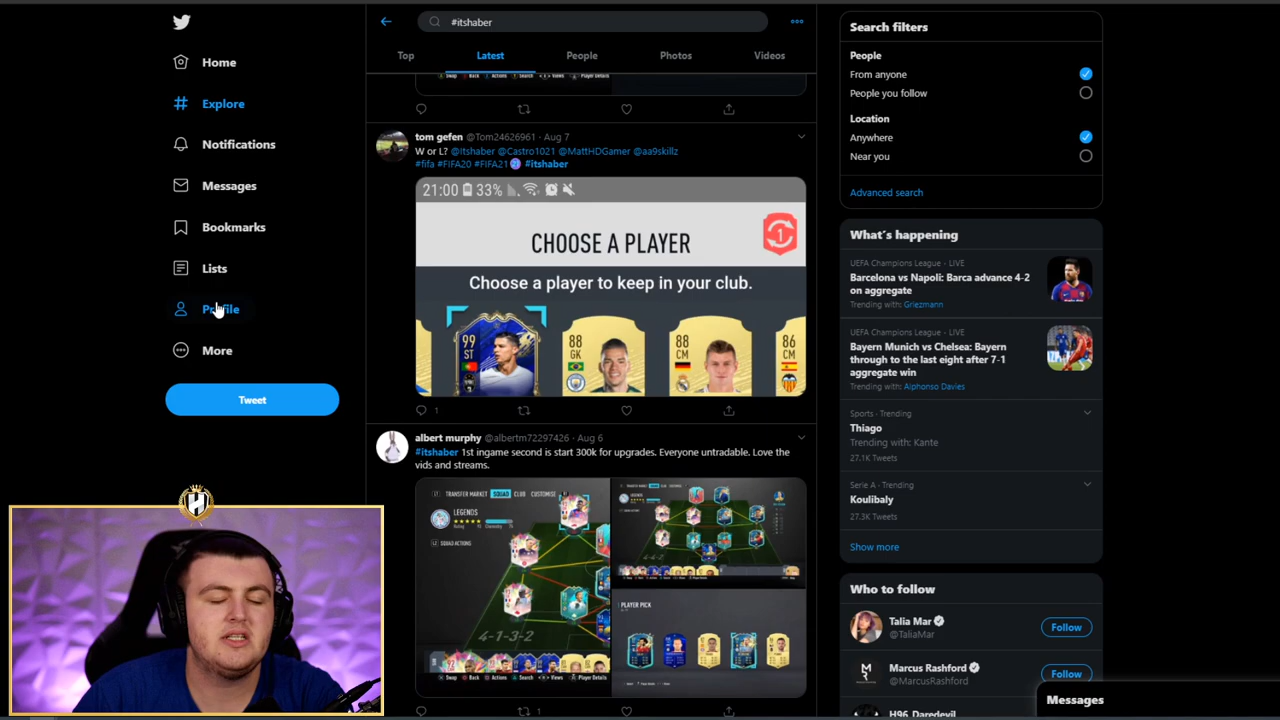 #itshaber
Top Latest People Photos Videos
Home
Explore
Notifications
Messages
Bookmarks
Lists
Profile
More
Tweet
tom gefen @Tom24626961 · Aug 7
W or L? @Itshaber @Castro1021 @MattHDGamer @aa9skillz
#fifa #FIFA20 #FIFA21 #itshaber
21:00 33%
1
CHOOSE A PLAYER
Choose a player to keep in your club.
99
ST
88
GK
88
CM
86
CM
1
albert murphy @albertm72297426 · Aug 6
#itshaber 1st ingame second is start 300k for upgrades. Everyone untradable. Love the
vids and streams.
TRANSFER MARKET SQUAD CLUB CUSTOMISE
LEGENDS
SQUAD ACTIONS
4-1-3-2
LEGENDS
4-4-2
PLAYER PICK
1
Search filters
People
From anyone
People you follow
Location
Anywhere
Near you
Advanced search
What's happening
UEFA Champions League · LIVE
Barcelona vs Napoli: Barca advance 4-2
on aggregate
Trending with: Griezmann
UEFA Champions League · LIVE
Bayern Munich vs Chelsea: Bayern
through to the last eight after 7-1
aggregate win
Trending with: Alphonso Davies
Sports · Trending
Thiago
Trending with: Kante
27.1K Tweets
Serie A · Trending
Koulibaly
27.3K Tweets
Show more
Who to follow
Talia Mar
@TaliaMar
Follow
Marcus Rashford
@MarcusRashford
Follow
H96 Daredevil
Messages
H